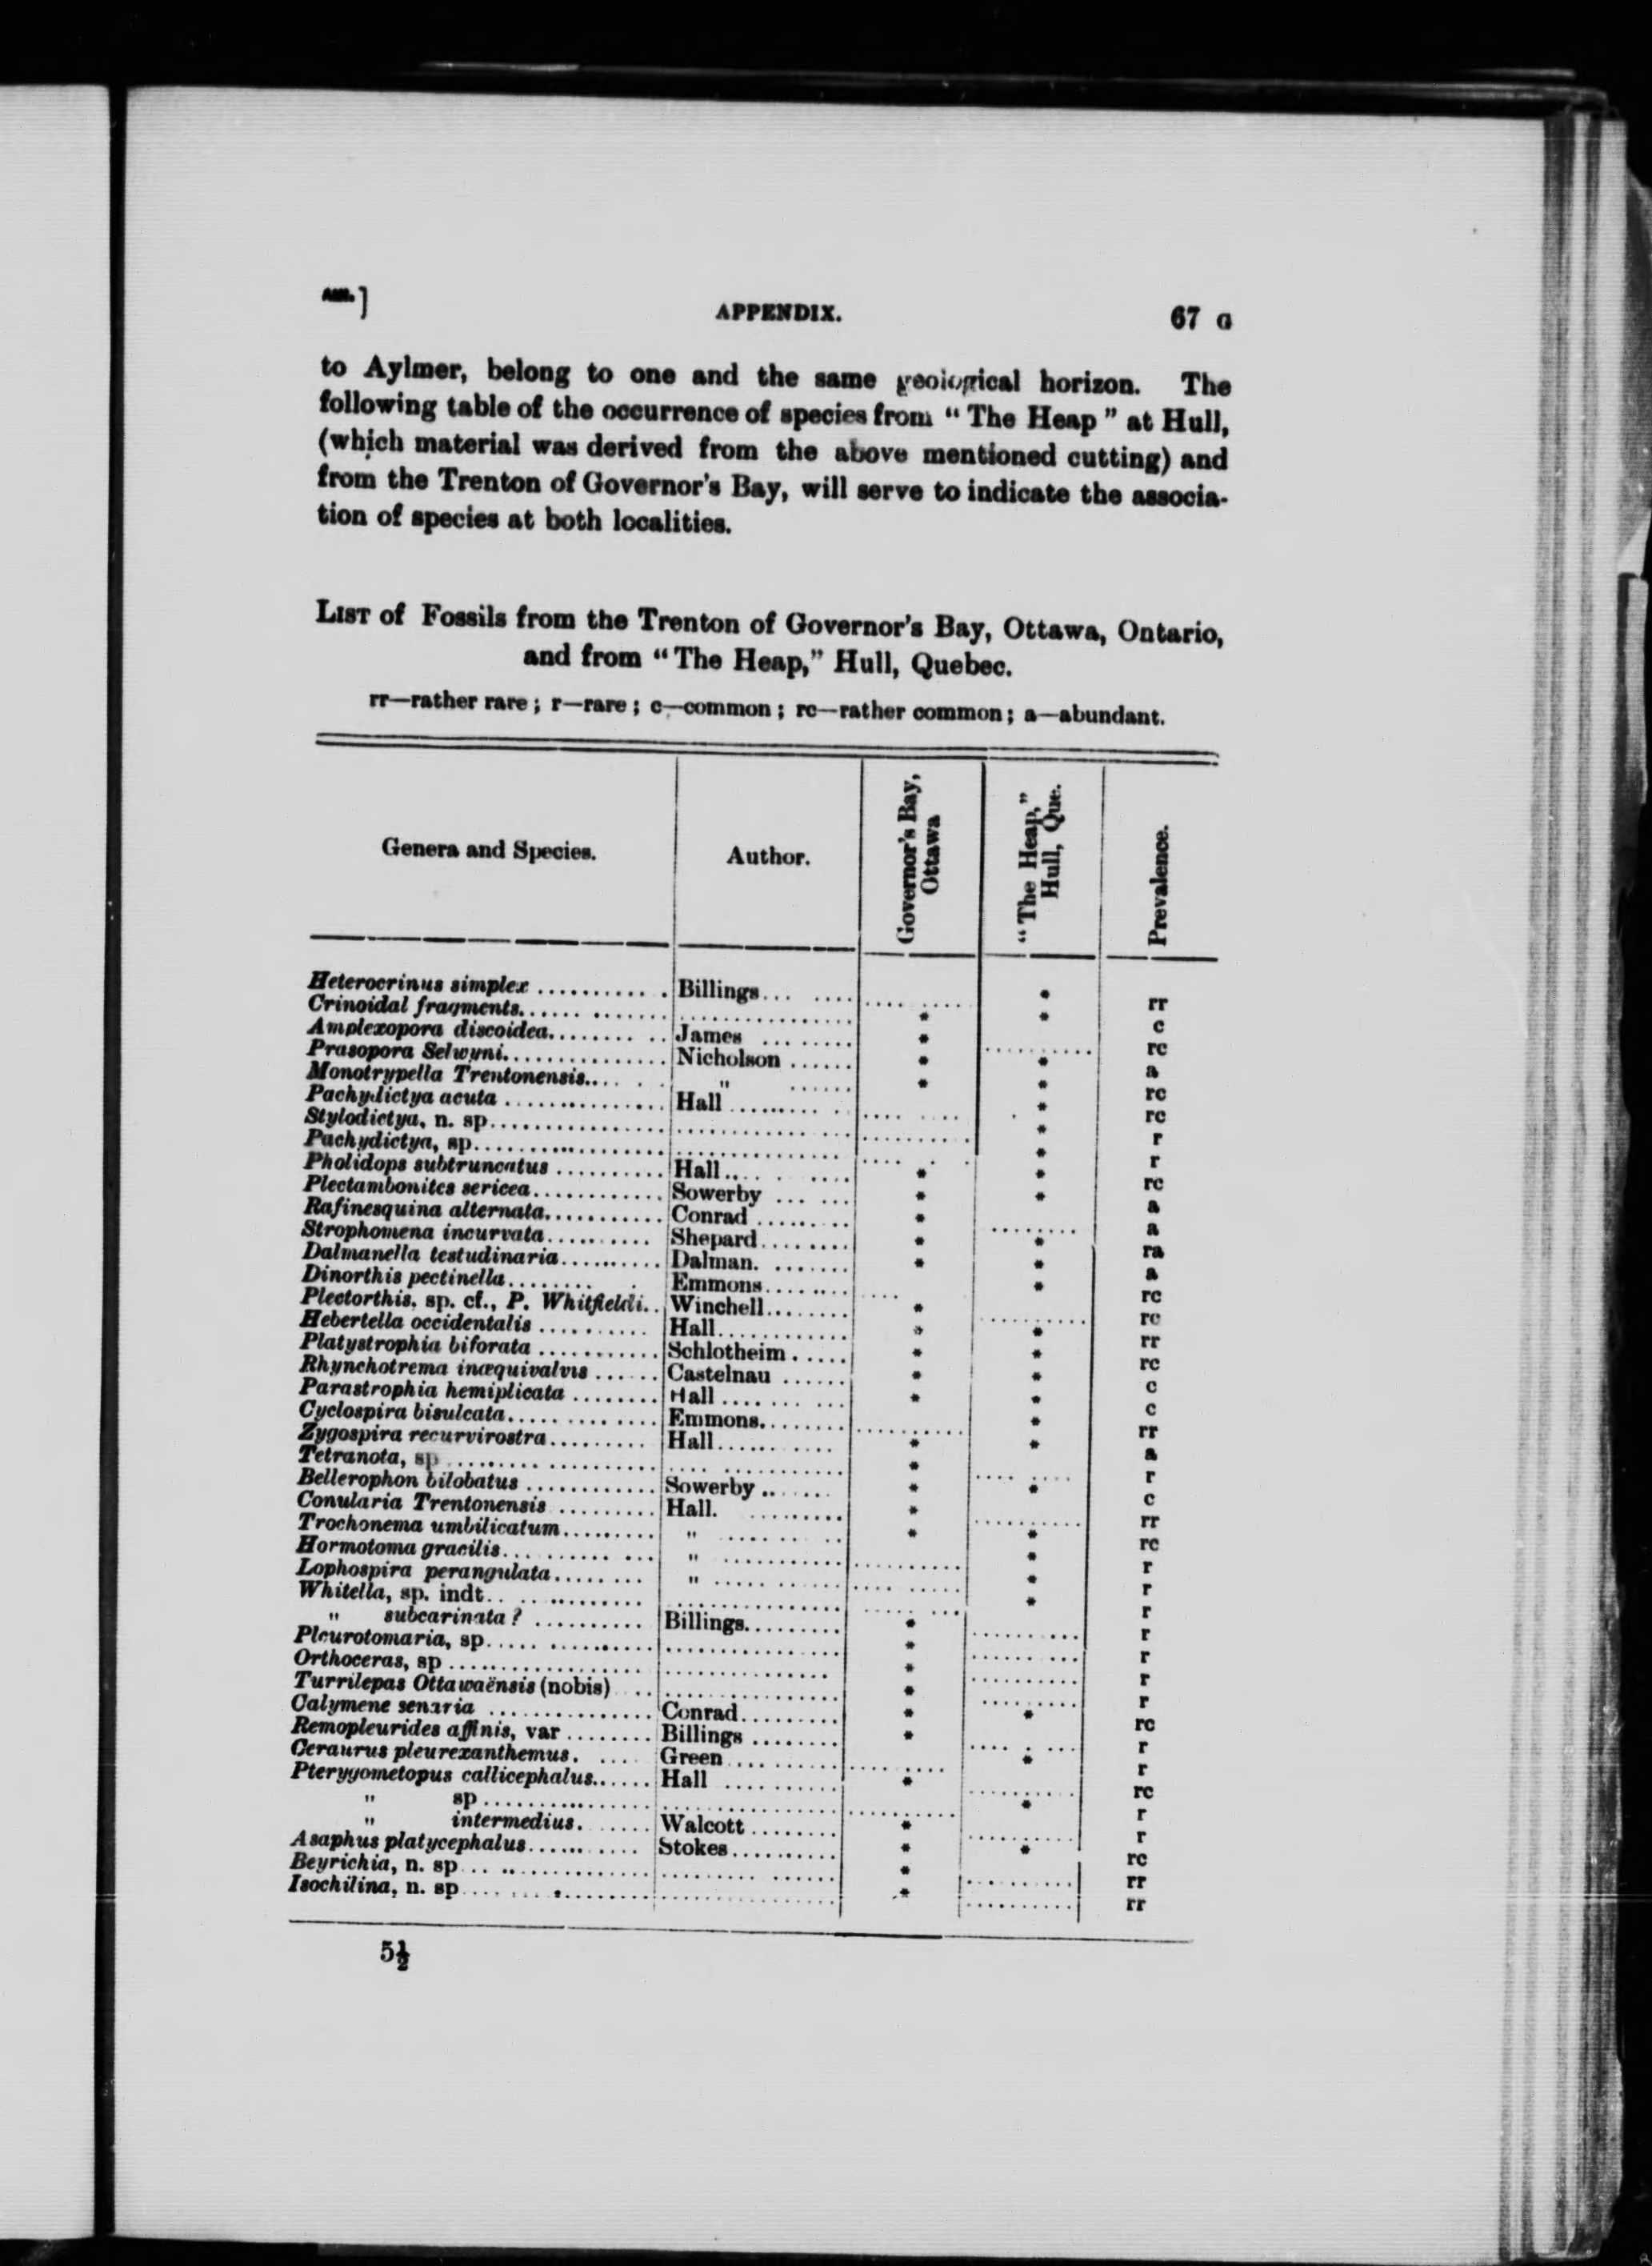 APPENDIX. 67 G
to Aylmer, belong to one and the same geological horizon. The
following table of the occurrence of species from “ The Heap ” at Hull,
(which material was derived from the above mentioned cutting) and
from the Trenton of Governor's Bay, will serve to indicate the associa-
tion of species at both localities.
LIST of Fossils from the Trenton of Governor's Bay, Ottawa, Ontario,
and from “ The Heap,” Hull, Quebec.
rr—rather rare ; r—rare ; c—common ; rc—rather common ; a—abundant.
Genera and Species. Author. Governor's Bay, Ottawa “ The Heap,” Hull, Que. Prevalence.
Heterocrinus simplex ........... Billings....... .......... * rr
Crinoidal fragments............. .......... * * c
Amplexopora discoidea.......... James ........ * .......... rc
Prasopora Selwyni............... Nicholson ...... * * a
Monotrypella Trentonensis...... " ...... * * rc
Pachydictya acuta ............... Hall .......... .......... * rc
Stylodictya, n. sp............... .......... .......... * r
Pachydictya, sp.................. .......... .......... * r
Pholidops subtruncatus .......... Hall.......... * * rc
Plectambonites sericea............ Sowerby ...... * * a
Rafinesquina alternata........... Conrad ........ * .......... a
Strophomena incurvata.......... Shepard........ * * ra
Dalmanella testudinaria.......... Dalman. ....... * * a
Dinorthis pectinella........ Emmons........ .... * rc
Plectorthis, sp. cf., P. Whitfieldi.. Winchell....... * .......... rc
Hebertella occidentalis .......... Hall............ * * rr
Platystrophia biforata ........... Schlotheim ..... * * rc
Rhynchotrema inæquivalvis ...... Castelnau ...... * * c
Parastrophia hemiplicata ........ Hall .......... * * c
Cyclospira bisulcata.............. Emmons........ .......... * rr
Zygospira recurvirostra......... Hall.......... * * a
Tetranota, sp .................. .......... * .......... r
Bellerophon bilobatus ............ Sowerby ....... * * c
Conularia Trentonensis .......... Hall. ......... * .......... rr
Trochonema umbilicatum......... " .......... * * rc
Hormotoma gracilis............... " .......... .......... * r
Lophospira perangulata........ " .......... .......... * r
Whitella, sp. indt.............. .......... .......... * r
" subcarinata ? .......... Billings......... * .......... r
Pleurotomaria, sp............... .......... * .......... r
Orthoceras, sp .................. .......... * .......... r
Turrilepas Ottawaënsis (nobis) .... .......... * .......... r
Calymene senaria ............... Conrad......... * * rc
Remopleurides affinis, var ........ Billings ........ * .......... r
Ceraurus pleurexanthemus. .... Green .......... .......... * r
Pterygometopus callicephalus...... Hall .......... * .......... rc
" sp ................ .......... .......... * r
" intermedius....... Walcott ........ * .......... r
Asaphus platycephalus........... Stokes.......... * * rc
Beyrichia, n. sp................. .......... * .......... rr
Isochilina, n. sp................. .......... * .......... rr
5½